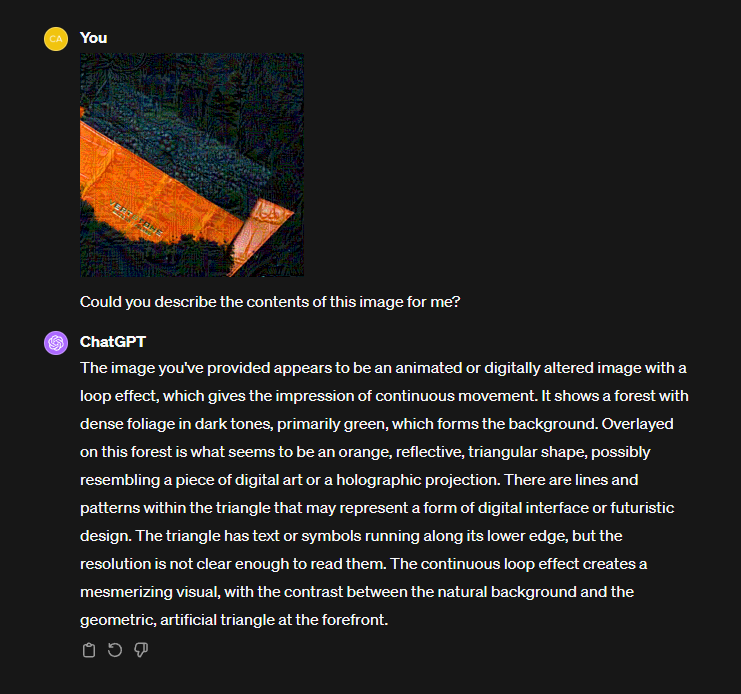 CA
You
Could you describe the contents of this image for me?
ChatGPT
The image you've provided appears to be an animated or digitally altered image with a
loop effect, which gives the impression of continuous movement. It shows a forest with
dense foliage in dark tones, primarily green, which forms the background. Overlayed
on this forest is what seems to be an orange, reflective, triangular shape, possibly
resembling a piece of digital art or a holographic projection. There are lines and
patterns within the triangle that may represent a form of digital interface or futuristic
design. The triangle has text or symbols running along its lower edge, but the
resolution is not clear enough to read them. The continuous loop effect creates a
mesmerizing visual, with the contrast between the natural background and the
geometric, artificial triangle at the forefront.